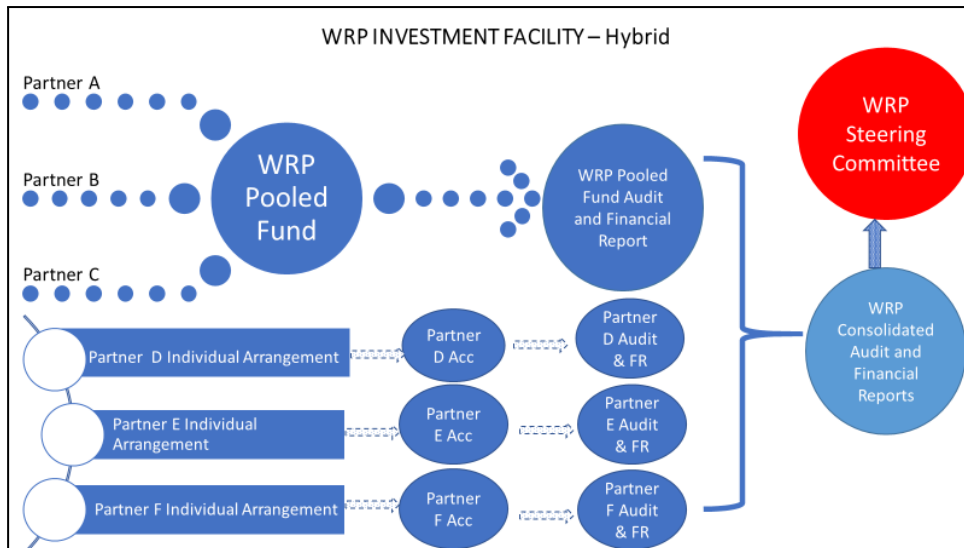 WRP INVESTMENT FACILITY – Hybrid
Partner A
Partner B
Partner C
WRP
Pooled
Fund
WRP Pooled
Fund Audit
and Financial
Report
WRP
Steering
Committee
WRP
Consolidated
Audit and
Financial
Reports
Partner D Individual Arrangement
Partner
D Acc
Partner
D Audit
& FR
Partner E Individual
Arrangement
Partner
E Acc
Partner
E Audit
& FR
Partner F Individual Arrangement
Partner
F Acc
Partner
F Audit
& FR